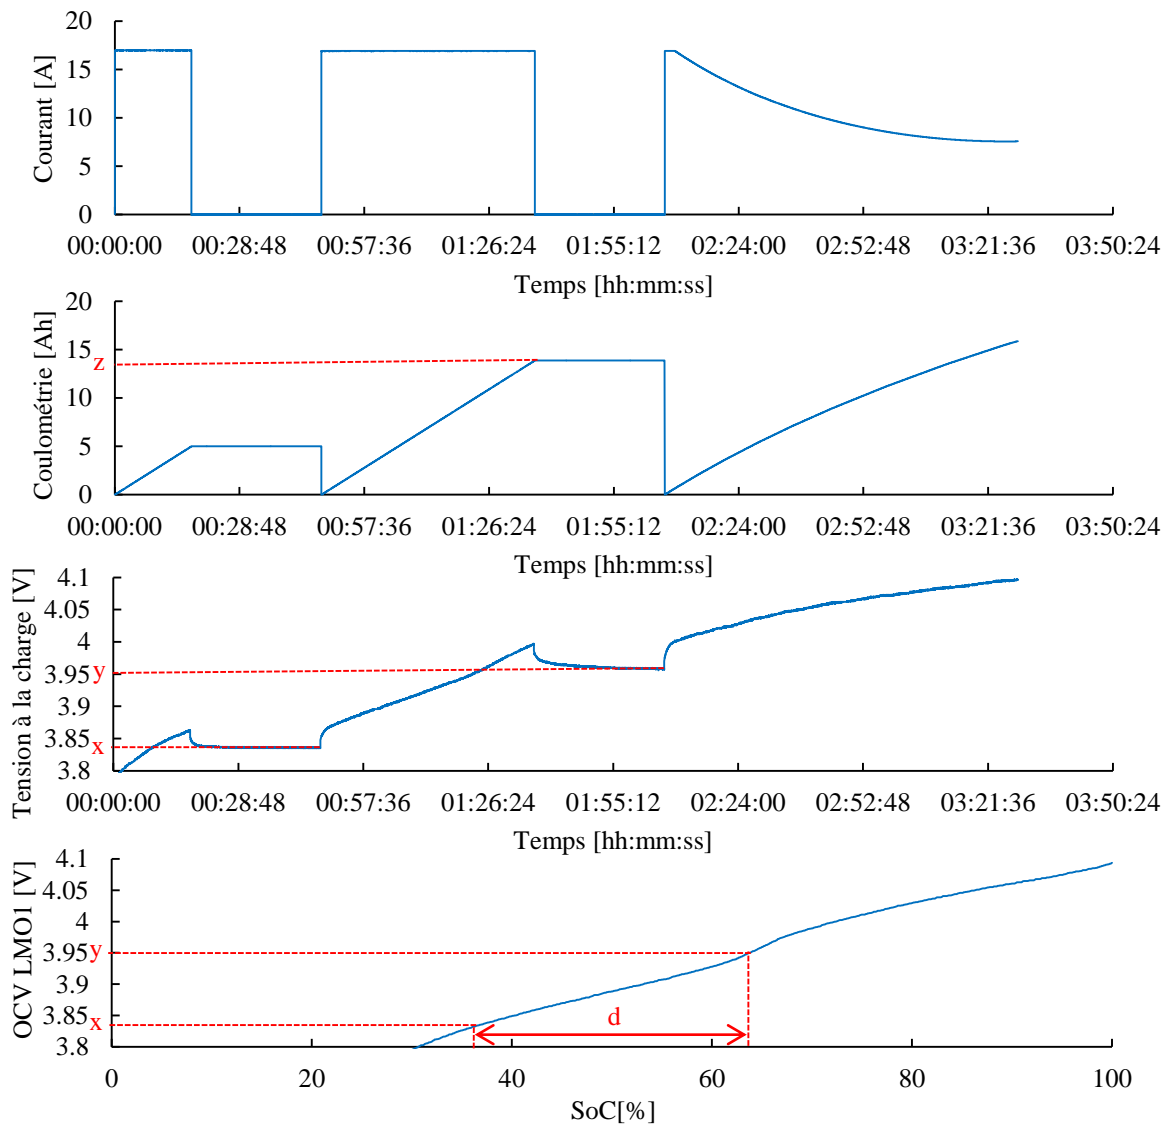 Courant [A]
20
15
10
5
0
00:00:00 00:28:48 00:57:36 01:26:24 01:55:12 02:24:00 02:52:48 03:21:36 03:50:24
Temps [hh:mm:ss]
Coulométrie [Ah]
20
15
z
10
5
0
00:00:00 00:28:48 00:57:36 01:26:24 01:55:12 02:24:00 02:52:48 03:21:36 03:50:24
Temps [hh:mm:ss]
Tension à la charge [V]
4.1
4.05
4
3.95
y
3.9
3.85
x
3.8
00:00:00 00:28:48 00:57:36 01:26:24 01:55:12 02:24:00 02:52:48 03:21:36 03:50:24
Temps [hh:mm:ss]
OCV LMO1 [V]
4.1
4.05
4
3.95
y
3.9
3.85
x
d
3.8
0 20 40 60 80 100
SoC[%]